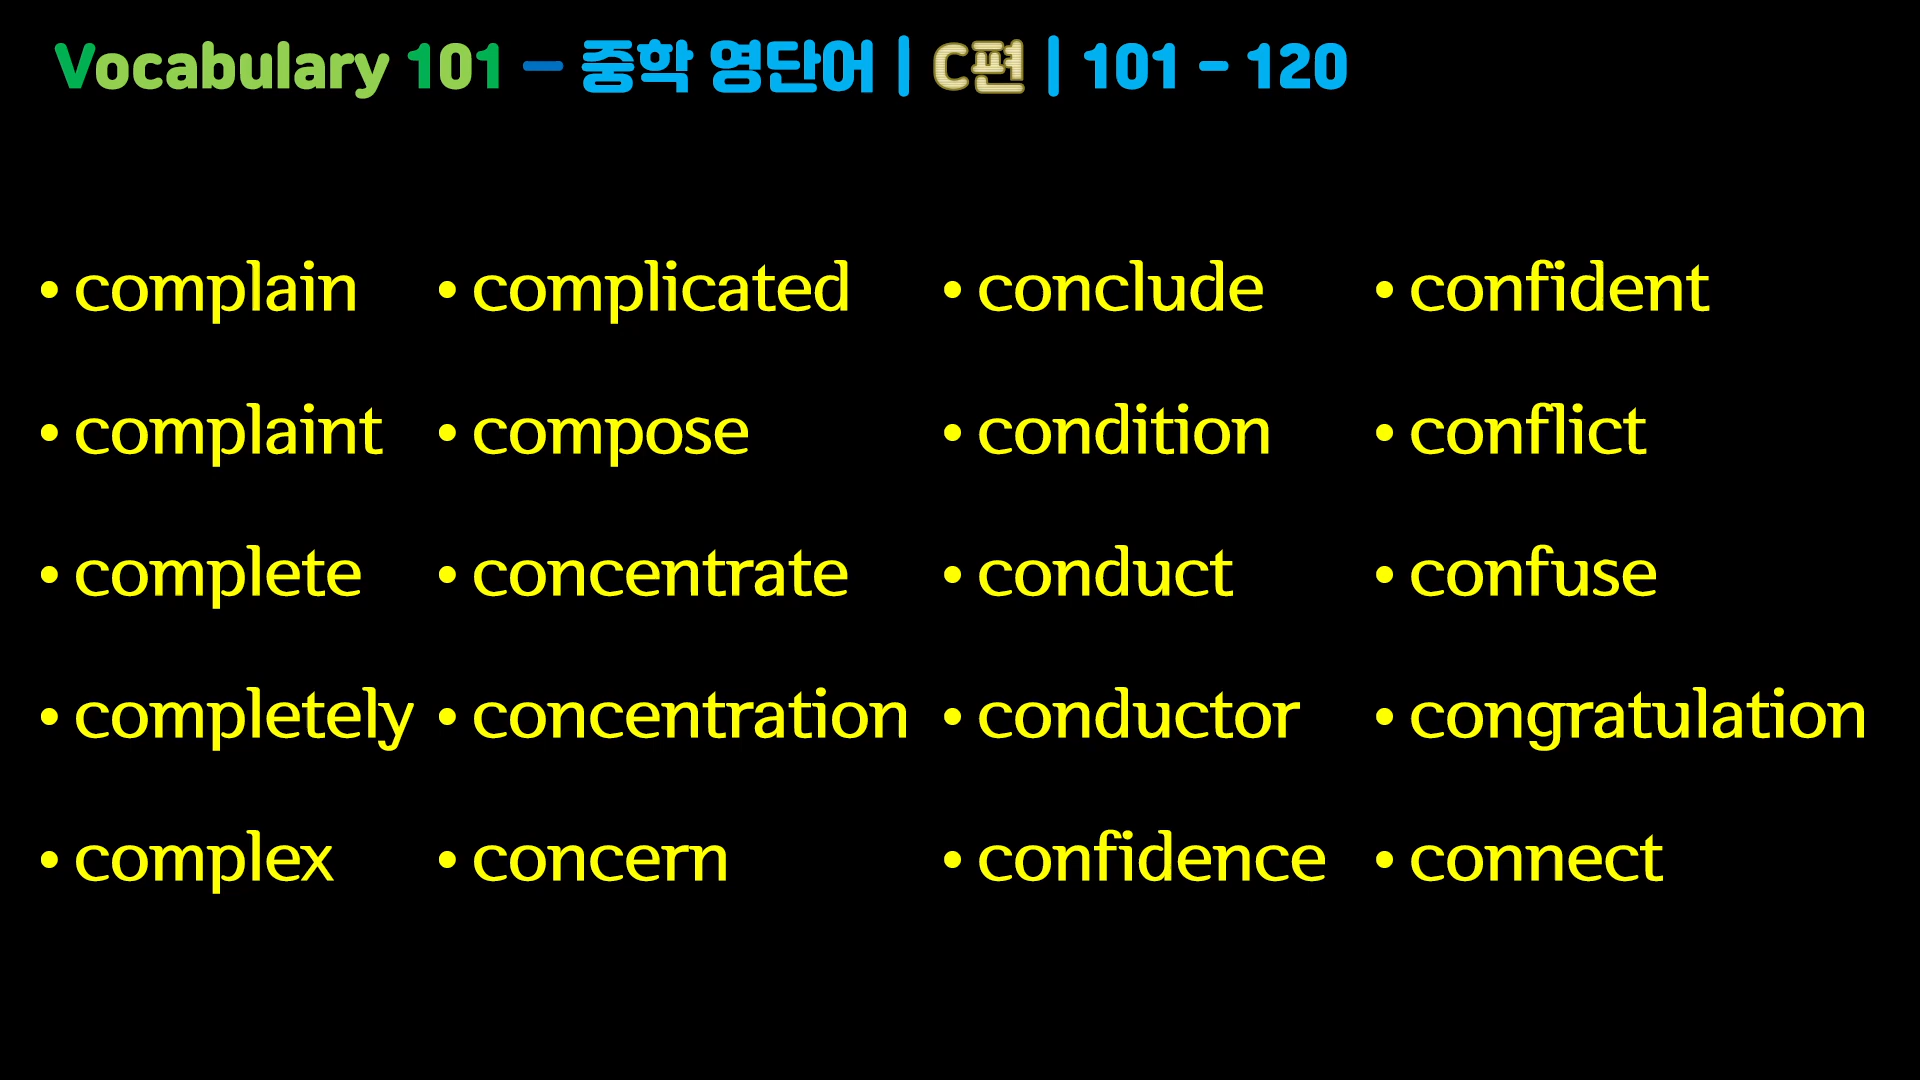 Vocabulary 101 – 중학 영단어 | C편 | 101 – 120
• complain
• complaint
• complete
• completely
• complex
• complicated
• compose
• concentrate
• concentration
• concern
• conclude
• condition
• conduct
• conductor
• confidence
• confident
• conflict
• confuse
• congratulation
• connect